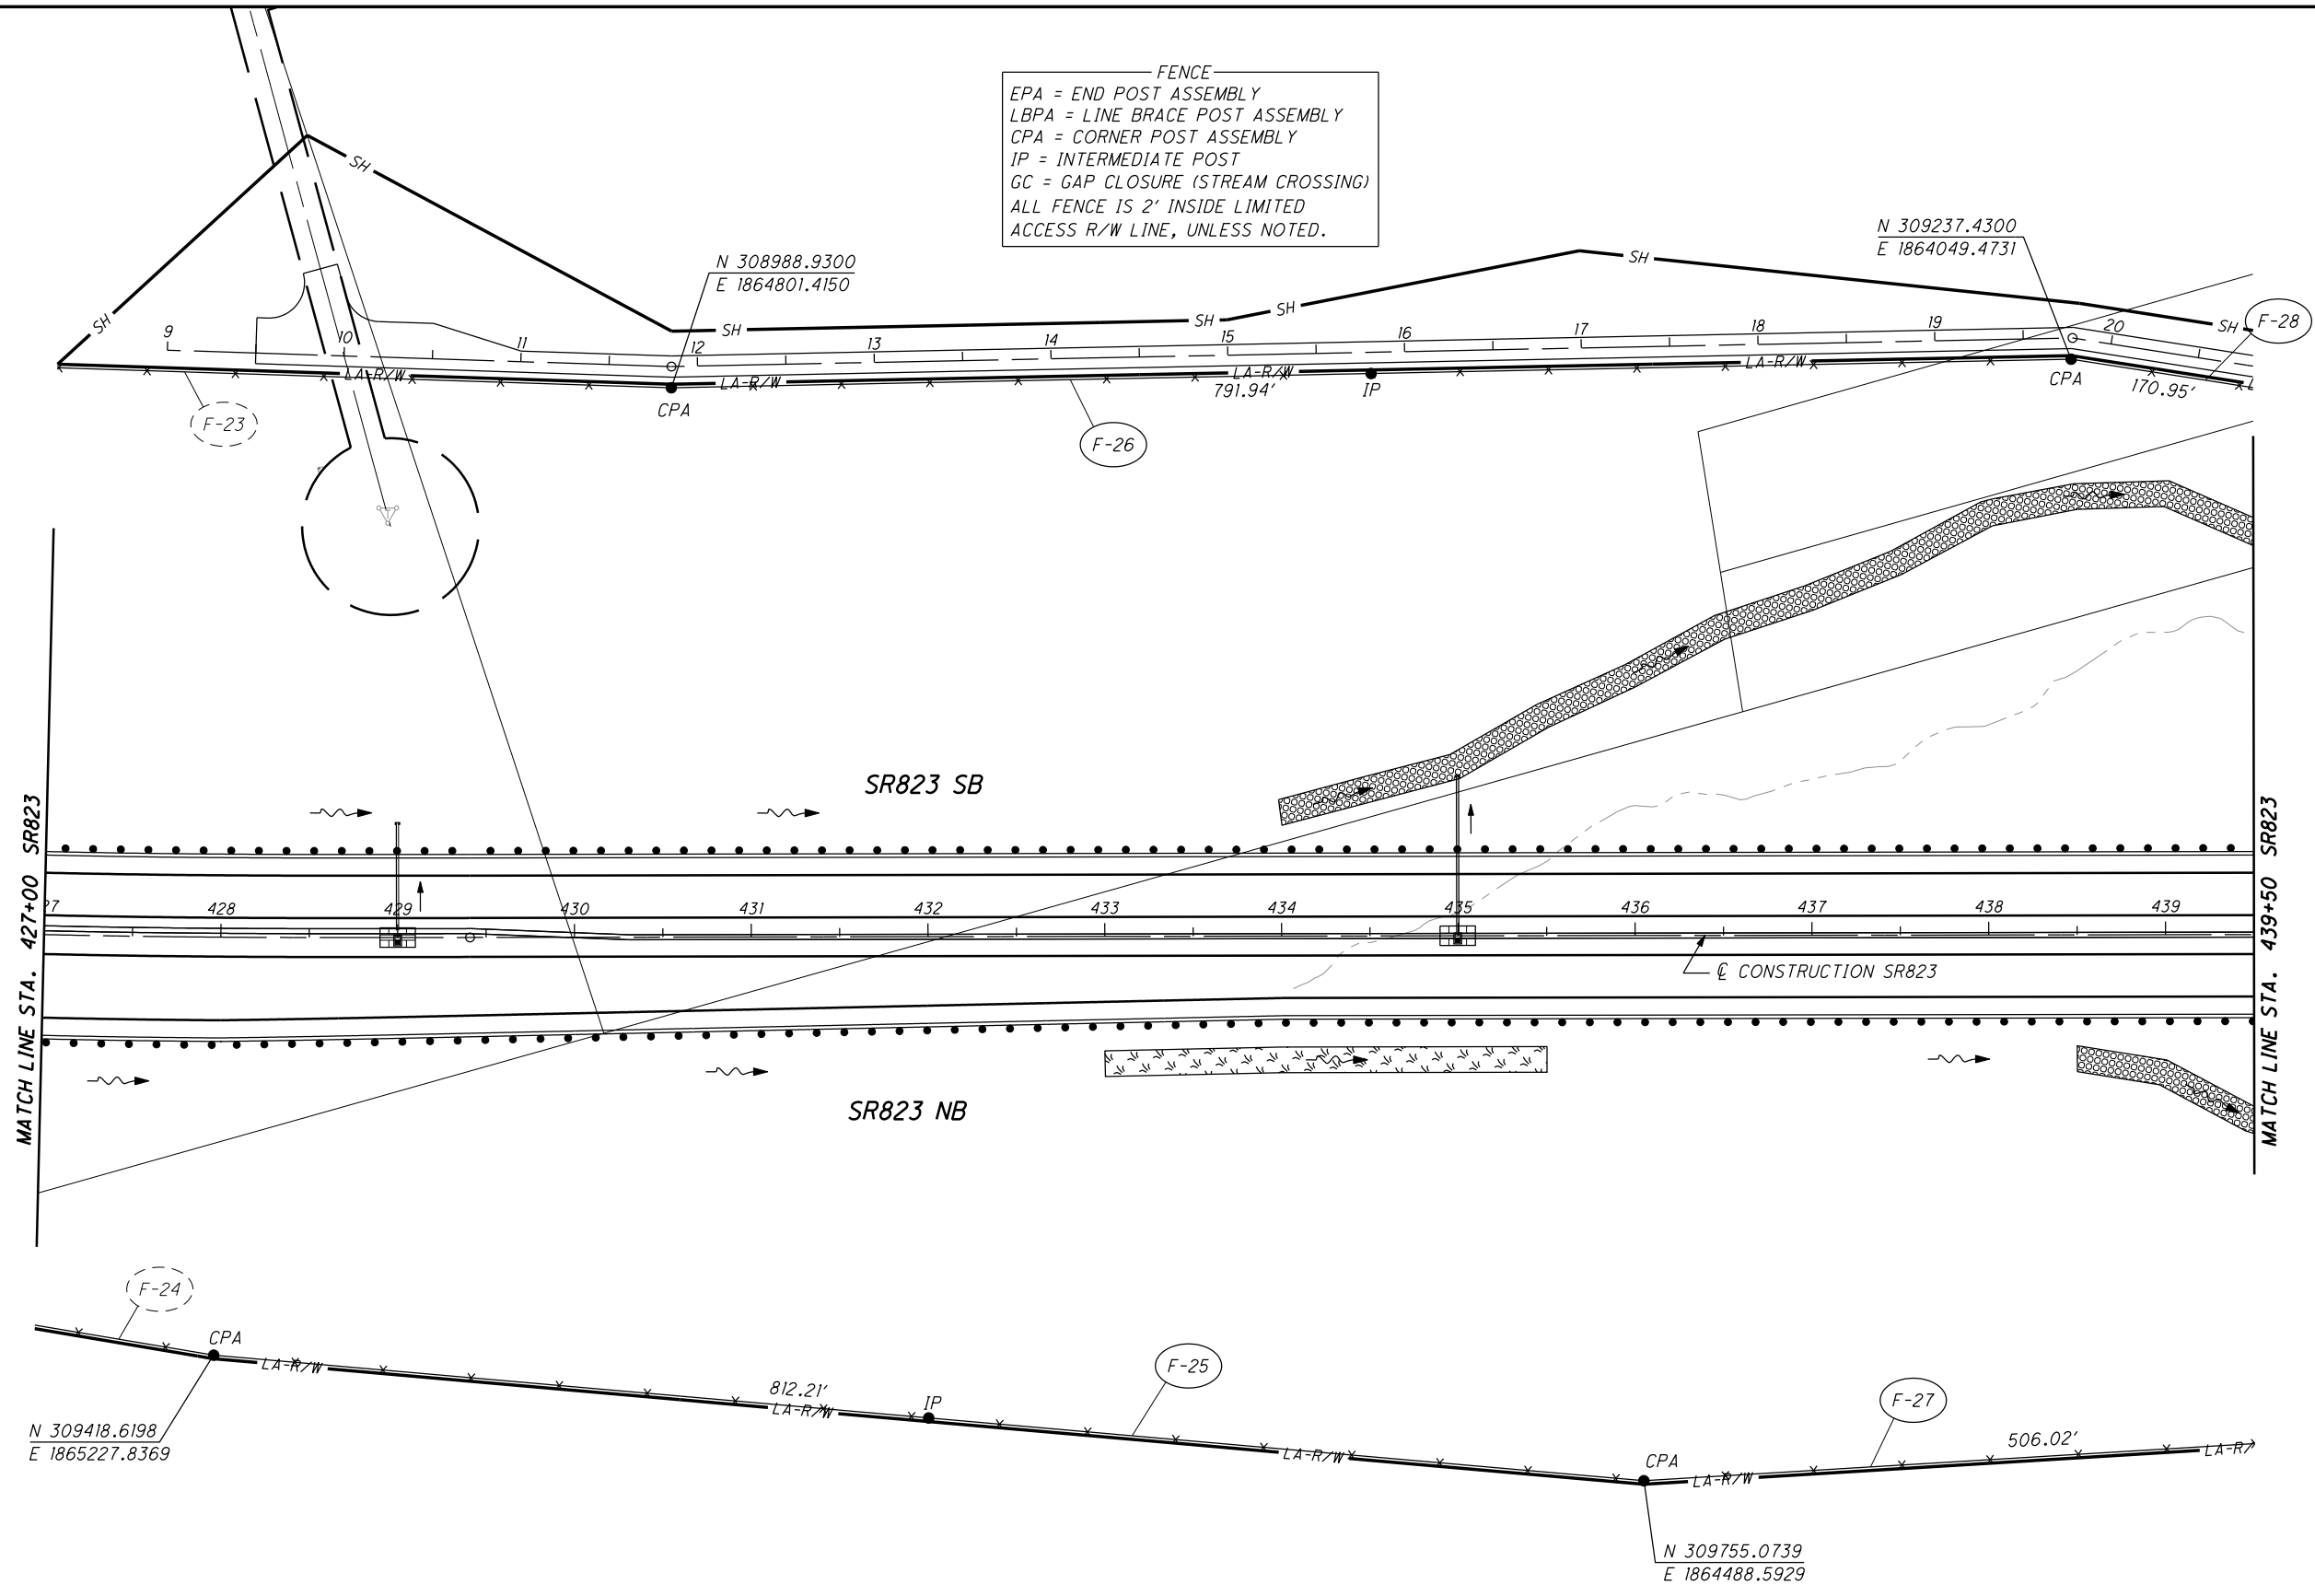 FENCE
EPA = END POST ASSEMBLY
LBPA = LINE BRACE POST ASSEMBLY
CPA = CORNER POST ASSEMBLY
IP = INTERMEDIATE POST
GC = GAP CLOSURE (STREAM CROSSING)
ALL FENCE IS 2' INSIDE LIMITED
ACCESS R/W LINE, UNLESS NOTED.
SH
N 309237.4300
E 1864049.4731
N 308988.9300
E 1864801.4150
SH
SH
SH
SH
SH
SH
F-28
9 10 11 12 13 14 15 16 17 18 19 20
LA-R/W
LA-R/W
LA-R/W
LA-R/W
L
791.94'
IP
CPA
170.95'
CPA
F-23
F-26
SR823 SB
MATCH LINE STA. 427+00 SR823
MATCH LINE STA. 439+50 SR823
27 428 429 430 431 432 433 434 435 436 437 438 439
℄ CONSTRUCTION SR823
SR823 NB
F-24
CPA
LA-R/W
812.21'
LA-R/W
IP
F-25
LA-R/W
F-27
506.02'
CPA
LA-R/W
LA-R/
N 309418.6198
E 1865227.8369
N 309755.0739
E 1864488.5929